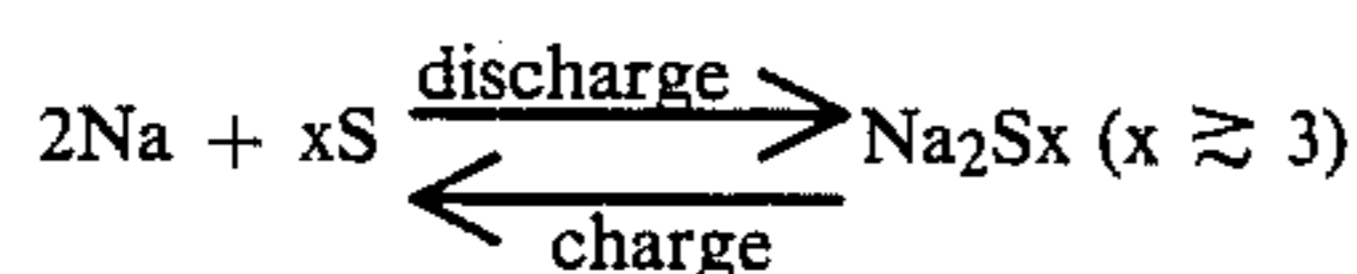 discharge
2Na + xS Na₂Sx (x ≳ 3)
charge